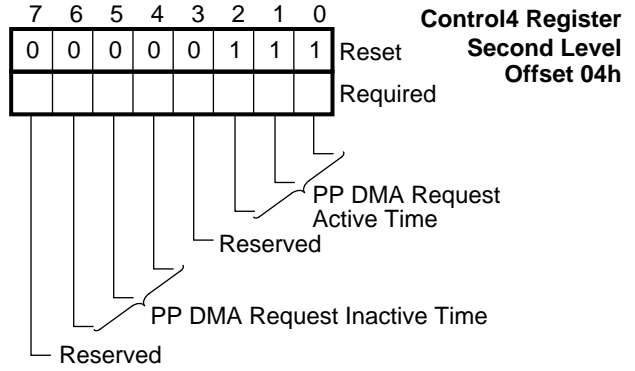 7 6 5 4 3 2 1 0
Control4 Register
Second Level
Offset 04h
0 0 0 0 0 1 1 1 Reset
Required
PP DMA Request
Active Time
Reserved
PP DMA Request Inactive Time
Reserved